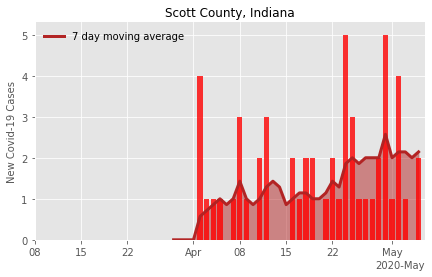 Scott County, Indiana
7 day moving average
New Covid-19 Cases
5
4
3
2
1
0
08 15 22 Apr 08 15 22 May
2020-May